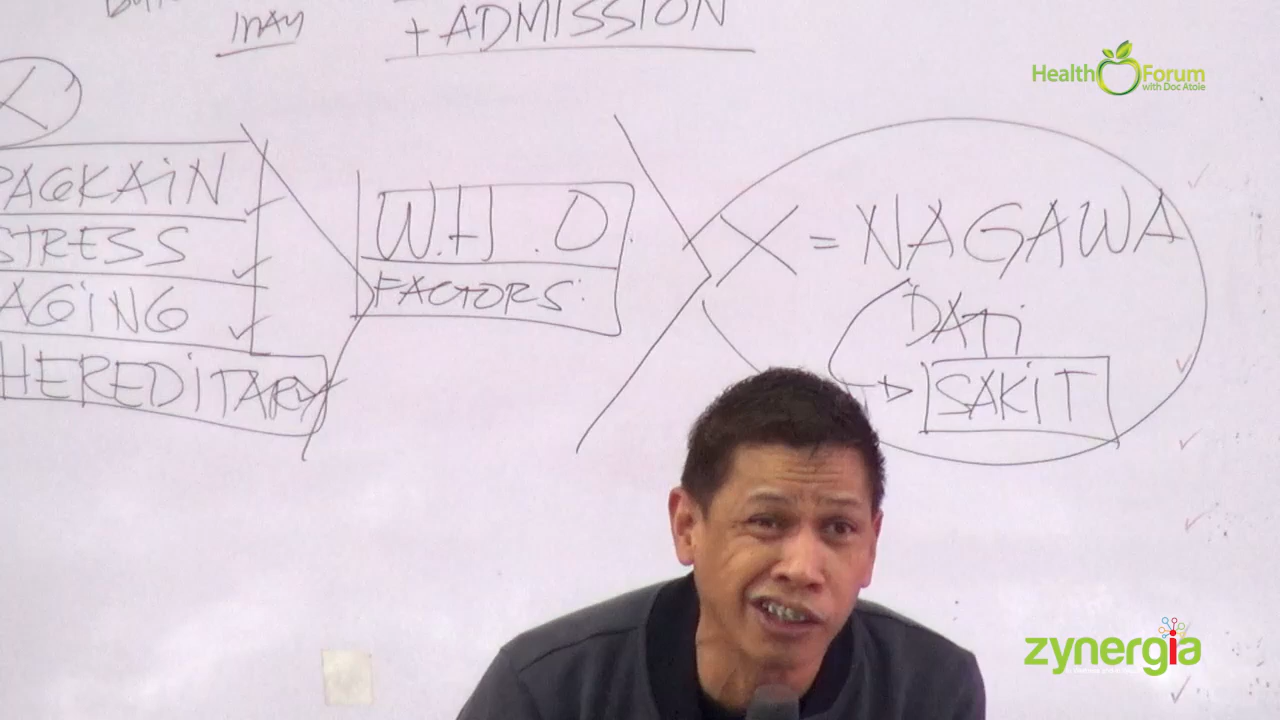 INAY
+ ADMISSION
Health Forum
with Doc Atole
X
PAGKAIN
STRESS
AGING
HEREDITARY
W.H.O
FACTORS
X = NAGAWA
DATI
SAKIT
zynergia